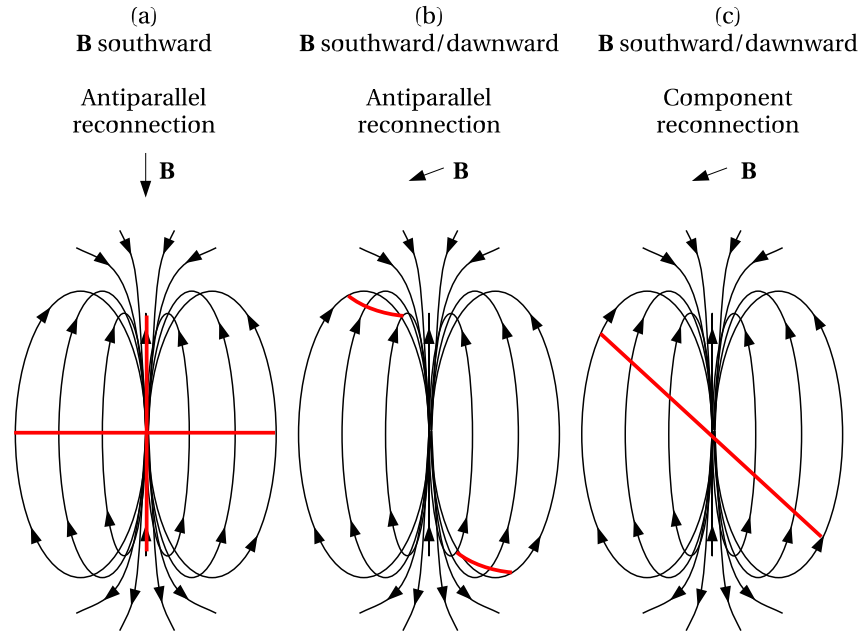 (a)
B southward
Antiparallel
reconnection
B
(b)
B southward/dawnward
Antiparallel
reconnection
B
(c)
B southward/dawnward
Component
reconnection
B